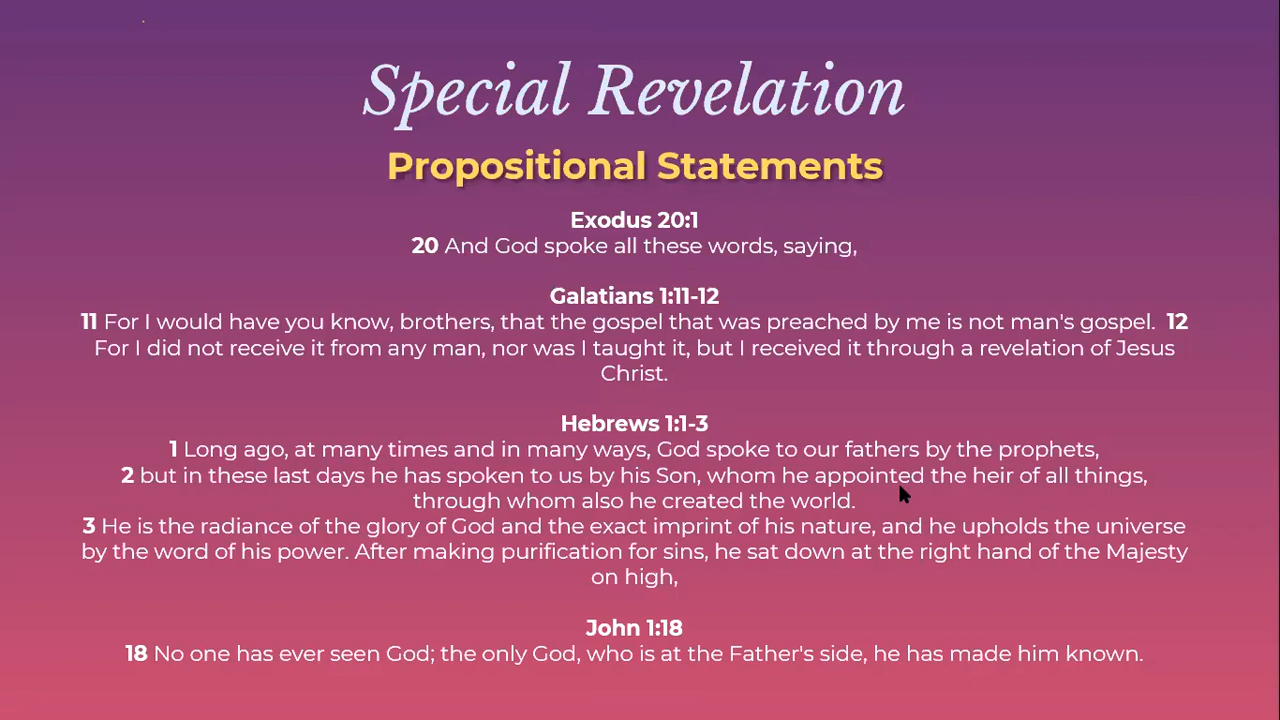 Special Revelation
Propositional Statements
Exodus 20:1
20 And God spoke all these words, saying,
Galatians 1:11-12
11 For I would have you know, brothers, that the gospel that was preached by me is not man's gospel. 12
For I did not receive it from any man, nor was I taught it, but I received it through a revelation of Jesus
Christ.
Hebrews 1:1-3
1 Long ago, at many times and in many ways, God spoke to our fathers by the prophets,
2 but in these last days he has spoken to us by his Son, whom he appointed the heir of all things,
through whom also he created the world.
3 He is the radiance of the glory of God and the exact imprint of his nature, and he upholds the universe
by the word of his power. After making purification for sins, he sat down at the right hand of the Majesty
on high,
John 1:18
18 No one has ever seen God; the only God, who is at the Father's side, he has made him known.